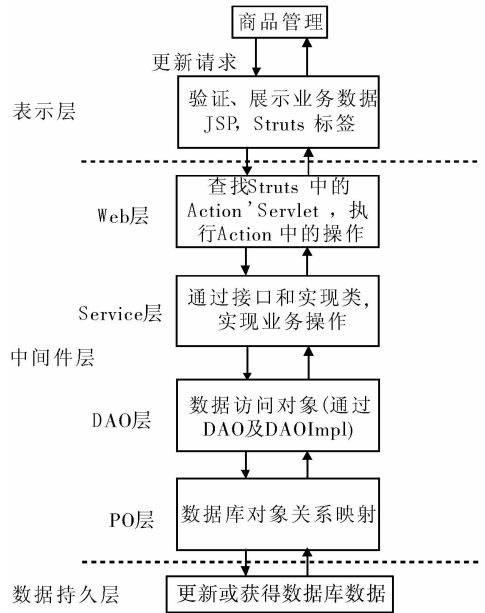 商品管理
更新请求
表示层
验证、展示业务数据
JSP, Struts 标签
Web层
查找Struts 中的
Action'Servlet ，执
行Action 中的操作
Service层
通过接口和实现类,
实现业务操作
中间件层
DAO层
数据访问对象(通过
DAO及DAOImpl)
PO层
数据库对象关系映射
数据持久层
更新或获得数据库数据